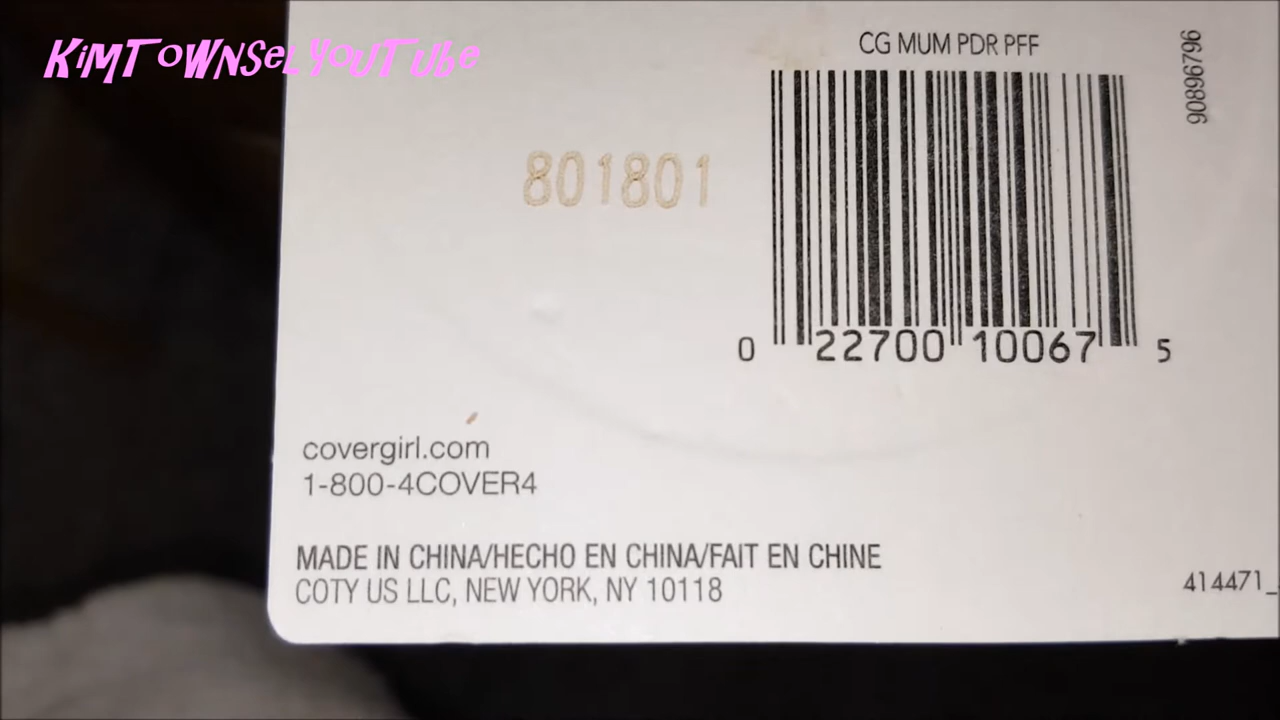 KiMTOWNSeLYOUTUbe
CG MUM PDR PFF
90896796
801801
0 22700 10067 5
covergirl.com
1-800-4COVER4
MADE IN CHINA/HECHO EN CHINA/FAIT EN CHINE
COTY US LLC, NEW YORK, NY 10118
414471_